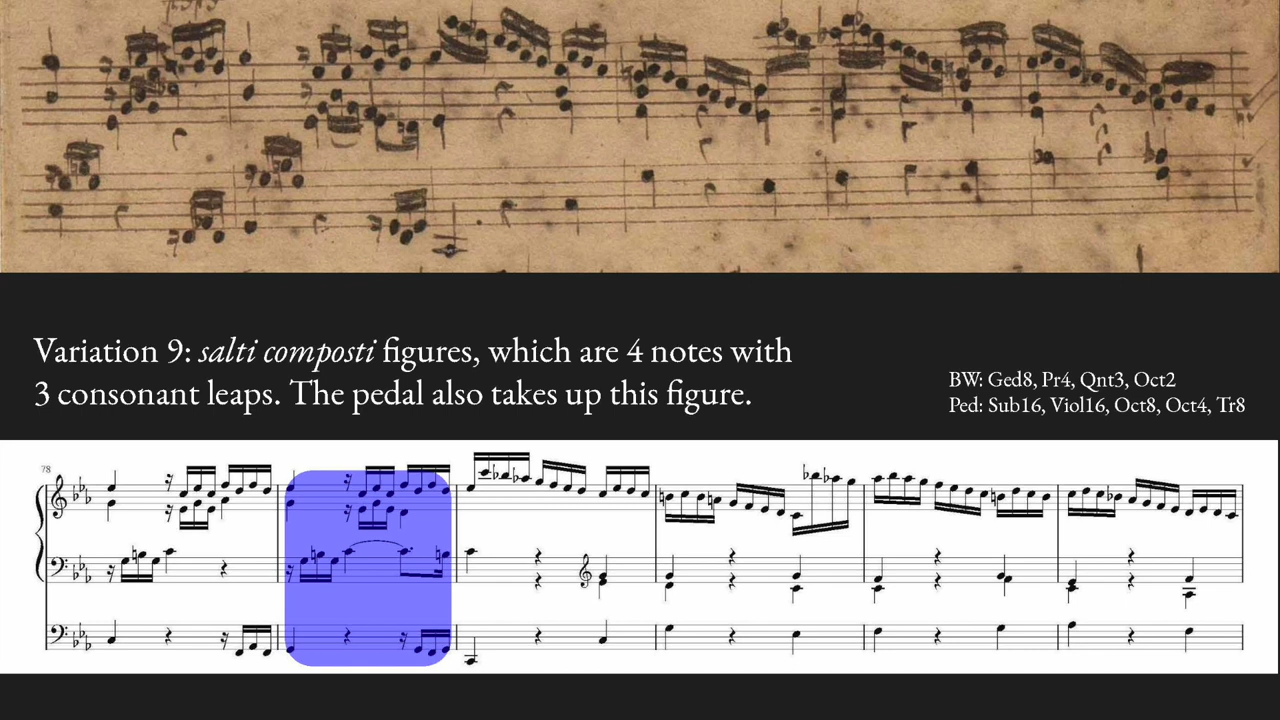 Variation 9: salti composti figures, which are 4 notes with
3 consonant leaps. The pedal also takes up this figure.
BW: Ged8, Pr4, Qnt3, Oct2
Ped: Sub16, Viol16, Oct8, Oct4, Tr8
78